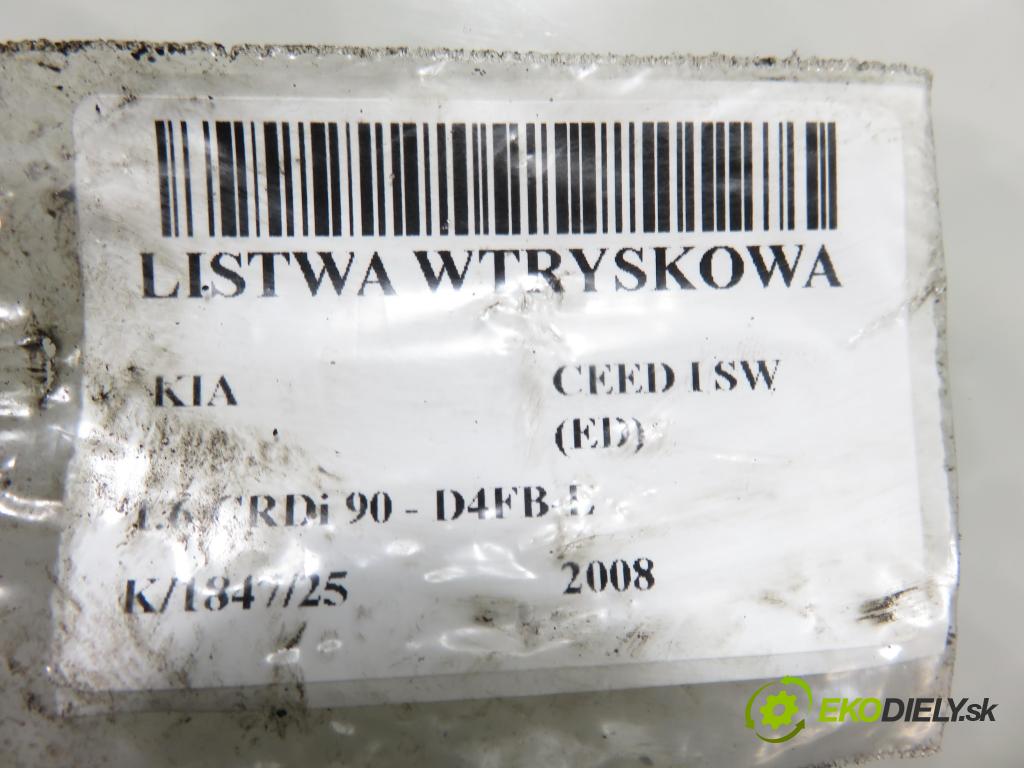 LISTWA WTRYSKOWA
KIA
CEED I SW
(ED)
1.6 CRDi 90 - D4FB-L
K/1847/25
2008
EKODIELY.sk